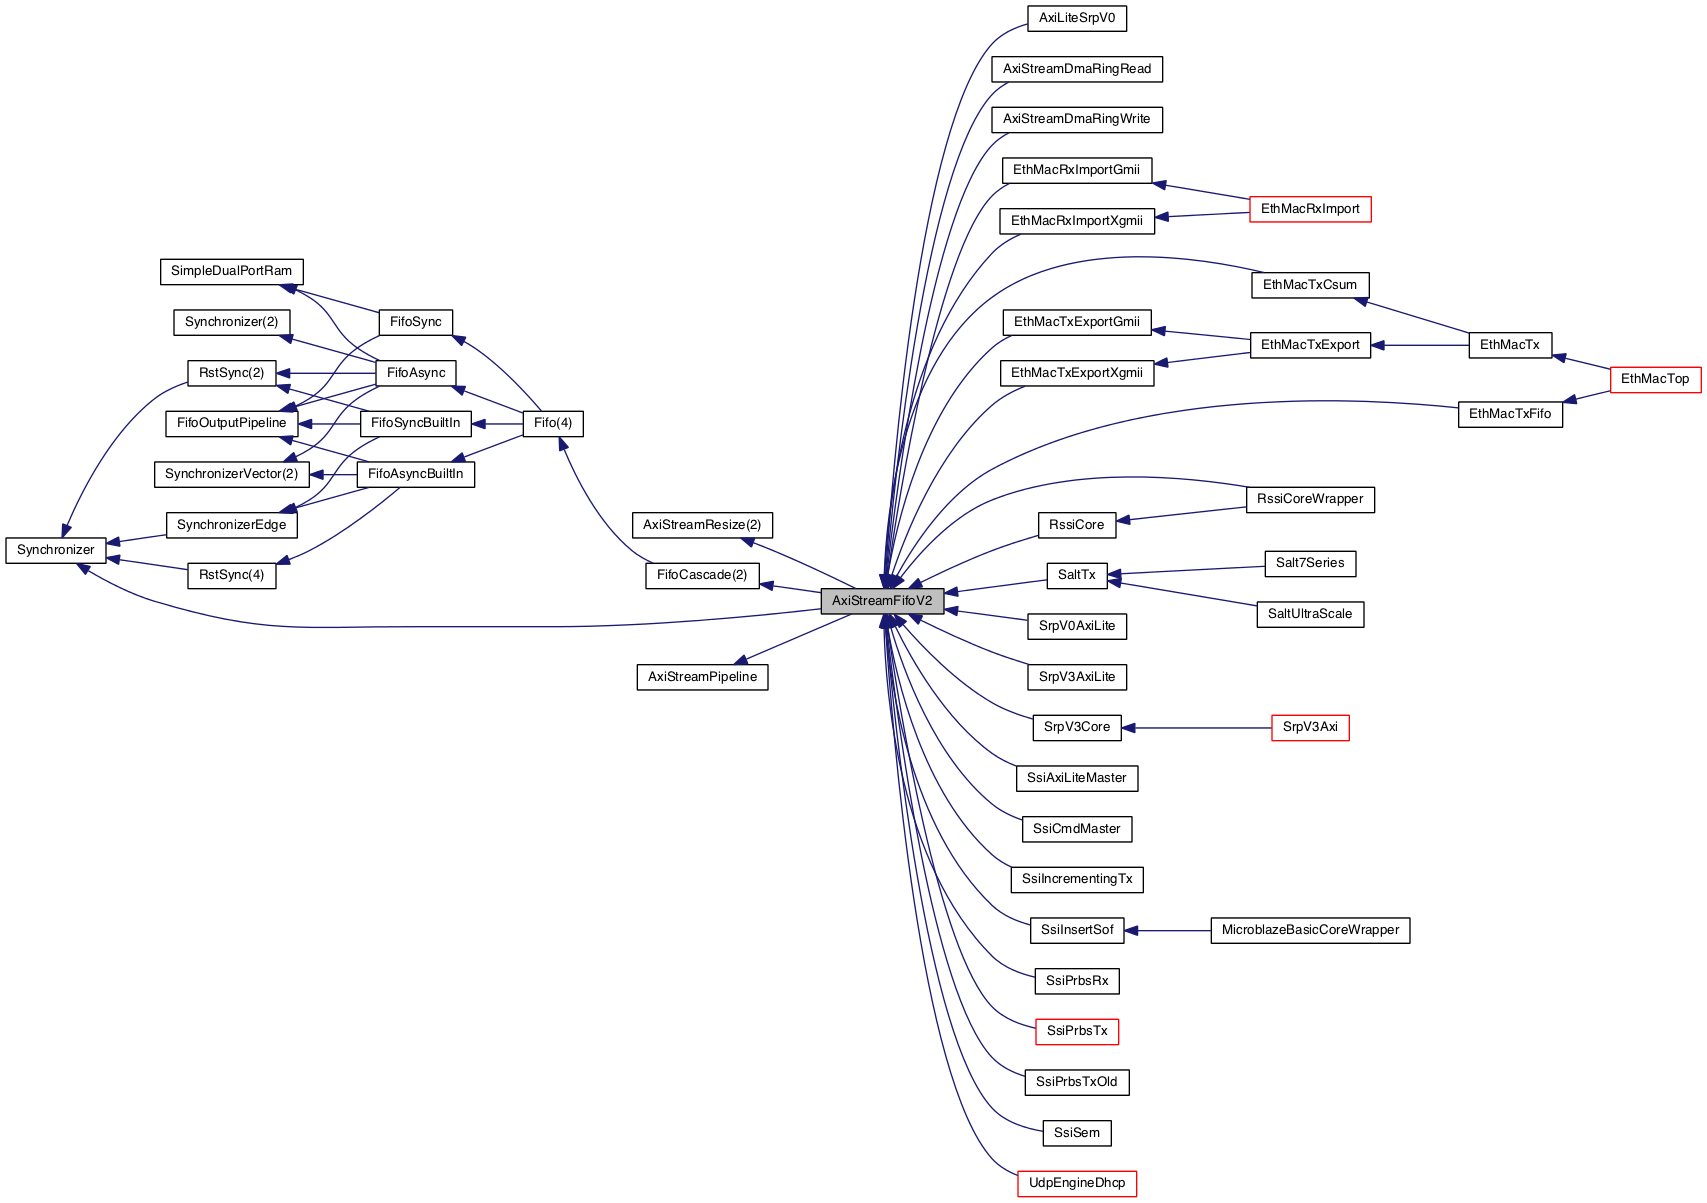 AxiLiteSrpV0
AxiStreamDmaRingRead
AxiStreamDmaRingWrite
EthMacRxImportGmii
EthMacRxImport
EthMacRxImportXgmii
SimpleDualPortRam
EthMacTxCsum
Synchronizer(2)
FifoSync
EthMacTxExportGmii
EthMacTxExport
EthMacTx
RstSync(2)
FifoAsync
EthMacTxExportXgmii
EthMacTop
FifoOutputPipeline
FifoSyncBuiltIn
Fifo(4)
EthMacTxFifo
SynchronizerVector(2)
FifoAsyncBuiltIn
RssiCoreWrapper
SynchronizerEdge
AxiStreamResize(2)
RssiCore
Synchronizer
RstSync(4)
FifoCascade(2)
SaltTx
Salt7Series
AxiStreamFifoV2
SaltUltraScale
SrpV0AxiLite
AxiStreamPipeline
SrpV3AxiLite
SrpV3Core
SrpV3Axi
SsiAxiLiteMaster
SsiCmdMaster
SsiIncrementingTx
SsiInsertSof
MicroblazeBasicCoreWrapper
SsiPrbsRx
SsiPrbsTx
SsiPrbsTxOld
SsiSem
UdpEngineDhcp